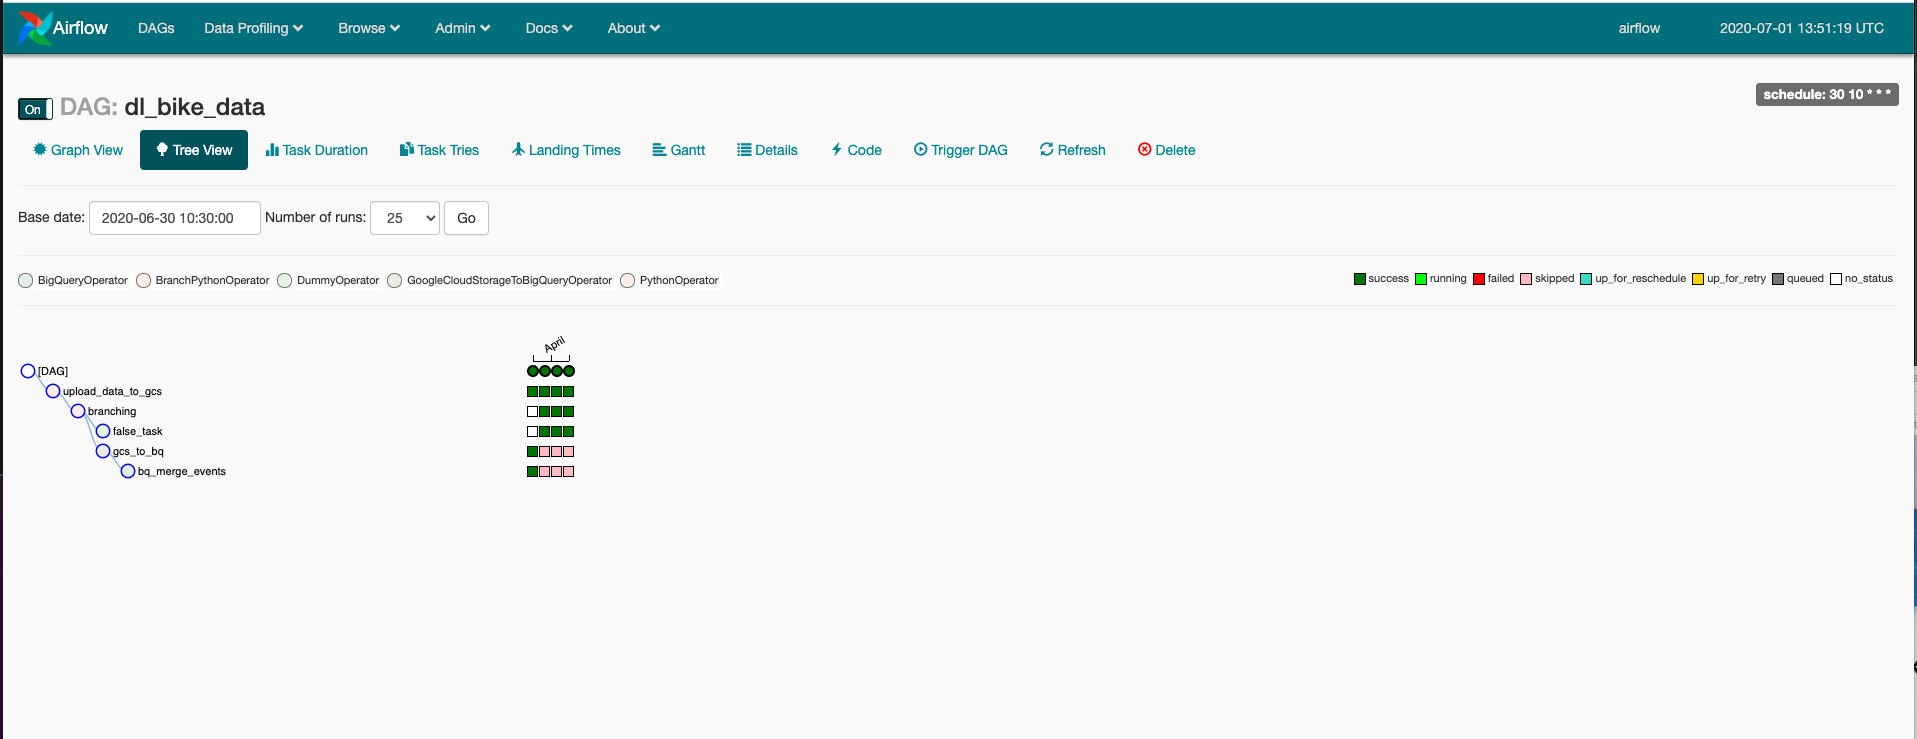 Airflow DAGs Data Profiling Browse Admin Docs About airflow 2020-07-01 13:51:19 UTC
On DAG: dl_bike_data schedule: 30 10 * * *
Graph View Tree View Task Duration Task Tries Landing Times Gantt Details Code Trigger DAG Refresh Delete
Base date: 2020-06-30 10:30:00 Number of runs: 25 Go
BigQueryOperator BranchPythonOperator DummyOperator GoogleCloudStorageToBigQueryOperator PythonOperator success running failed skipped up_for_reschedule up_for_retry queued no_status
April
[DAG]
upload_data_to_gcs
branching
false_task
gcs_to_bq
bq_merge_events